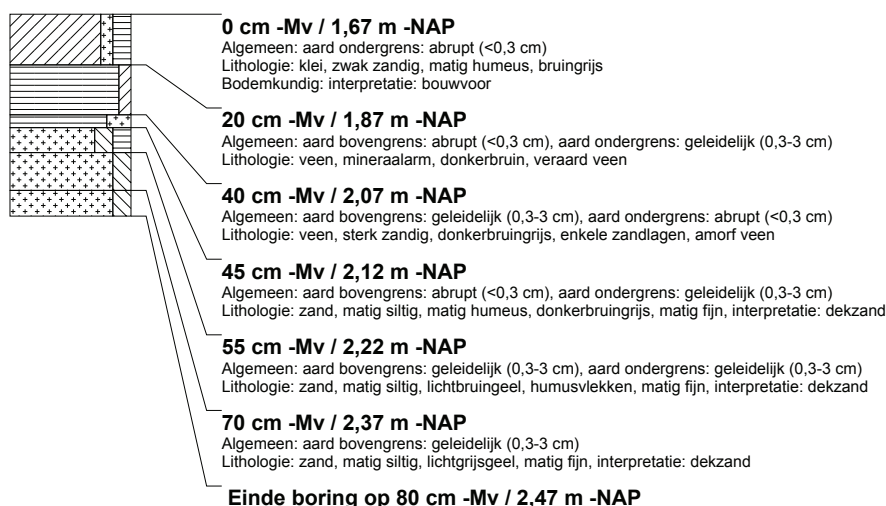 0 cm -Mv / 1,67 m -NAP
Algemeen: aard ondergrens: abrupt (<0,3 cm)
Lithologie: klei, zwak zandig, matig humeus, bruingrijs
Bodemkundig: interpretatie: bouwvoor
20 cm -Mv / 1,87 m -NAP
Algemeen: aard bovengrens: abrupt (<0,3 cm), aard ondergrens: geleidelijk (0,3-3 cm)
Lithologie: veen, mineraalarm, donkerbruin, veraard veen
40 cm -Mv / 2,07 m -NAP
Algemeen: aard bovengrens: geleidelijk (0,3-3 cm), aard ondergrens: abrupt (<0,3 cm)
Lithologie: veen, sterk zandig, donkerbruingrijs, enkele zandlagen, amorf veen
45 cm -Mv / 2,12 m -NAP
Algemeen: aard bovengrens: abrupt (<0,3 cm), aard ondergrens: geleidelijk (0,3-3 cm)
Lithologie: zand, matig siltig, matig humeus, donkerbruingrijs, matig fijn, interpretatie: dekzand
55 cm -Mv / 2,22 m -NAP
Algemeen: aard bovengrens: geleidelijk (0,3-3 cm), aard ondergrens: geleidelijk (0,3-3 cm)
Lithologie: zand, matig siltig, lichtbruingeel, humusvlekken, matig fijn, interpretatie: dekzand
70 cm -Mv / 2,37 m -NAP
Algemeen: aard bovengrens: geleidelijk (0,3-3 cm)
Lithologie: zand, matig siltig, lichtgrijsgeel, matig fijn, interpretatie: dekzand
Einde boring op 80 cm -Mv / 2,47 m -NAP